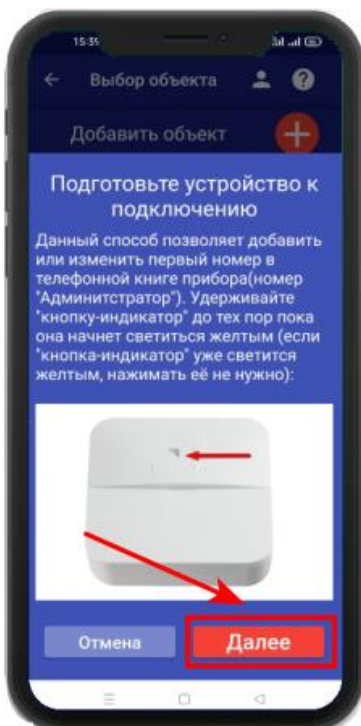 15:35
Выбор объекта
Добавить объект
Подготовьте устройство к
подключению
Данный способ позволяет добавить
или изменить первый номер в
телефонной книге прибора(номер
"Админитстратор"). Удерживайте
"кнопку-индикатор" до тех пор пока
она начнет светиться желтым (если
"кнопка-индикатор" уже светится
желтым, нажимать её не нужно):
Отмена
Далее